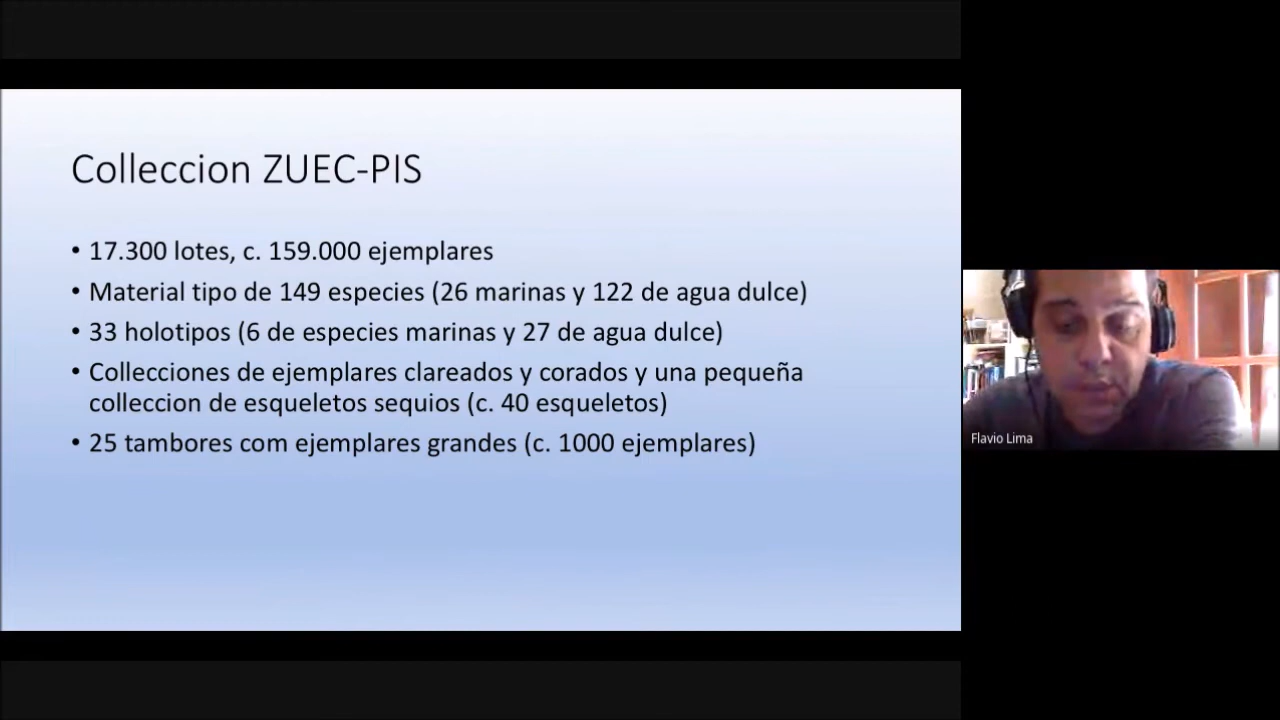 Colleccion ZUEC-PIS
• 17.300 lotes, c. 159.000 ejemplares
• Material tipo de 149 especies (26 marinas y 122 de agua dulce)
• 33 holotipos (6 de especies marinas y 27 de agua dulce)
• Collecciones de ejemplares clareados y corados y una pequeña
colleccion de esqueletos sequios (c. 40 esqueletos)
• 25 tambores com ejemplares grandes (c. 1000 ejemplares)
Flavio Lima